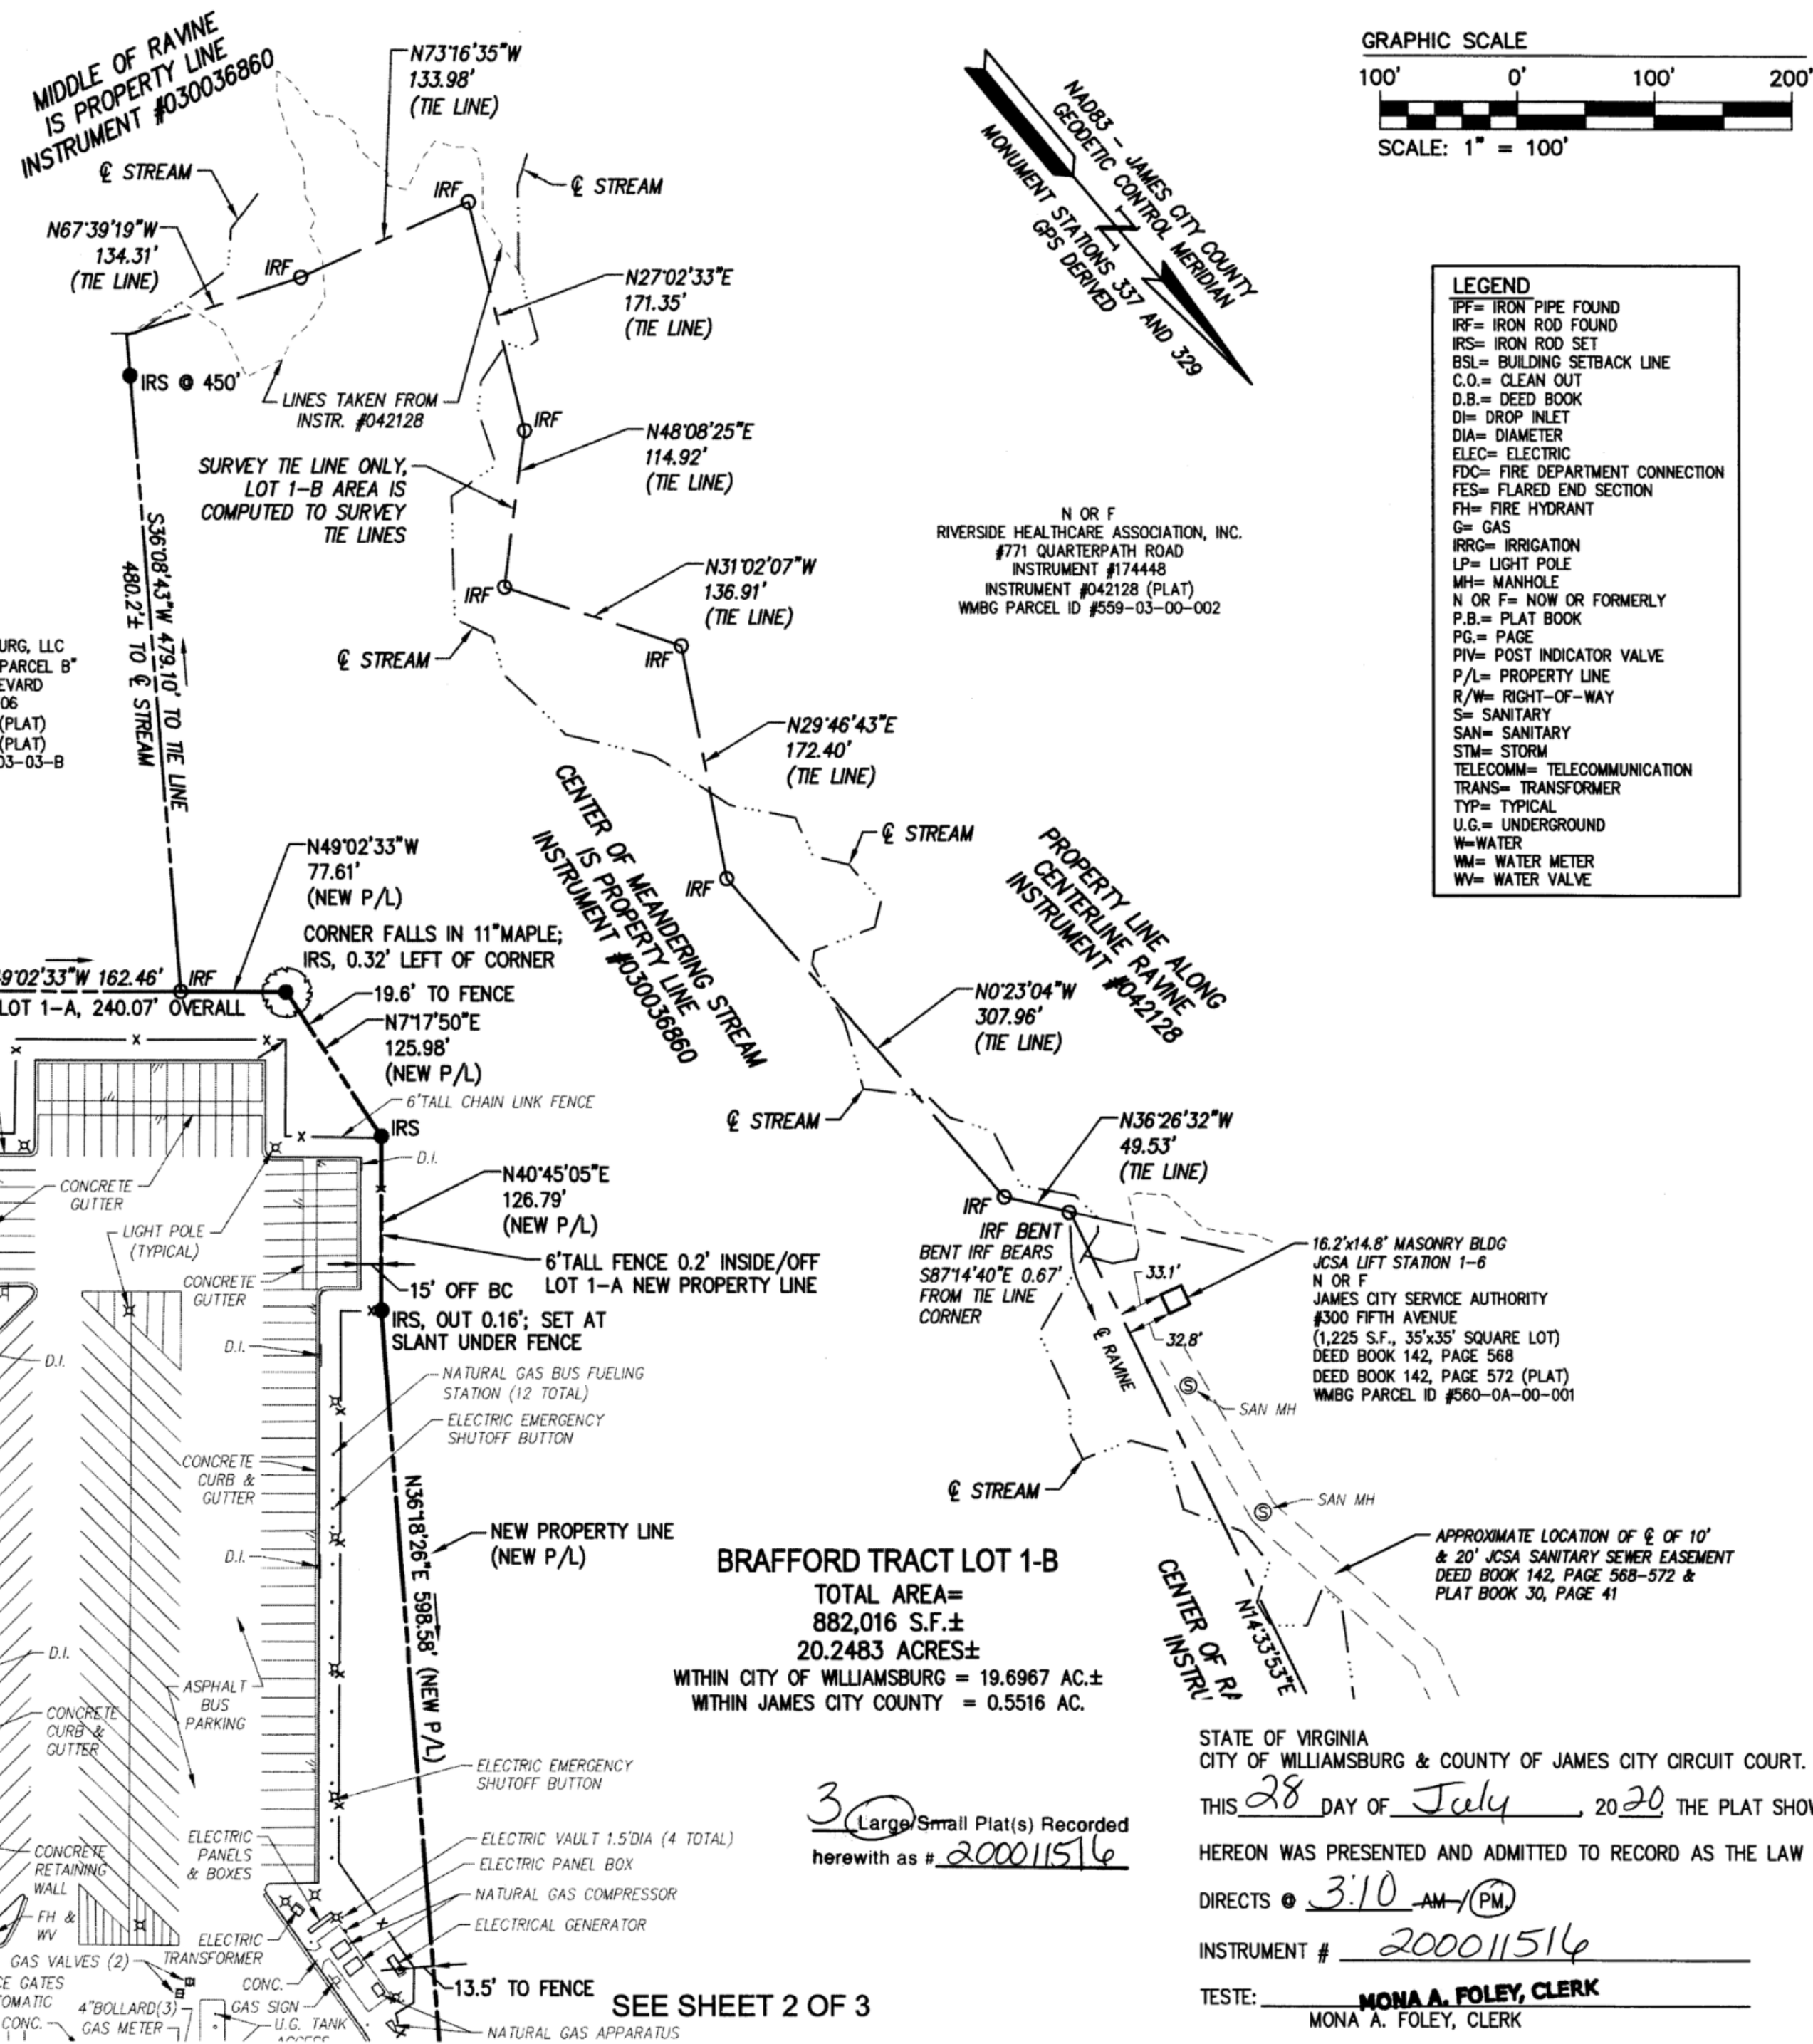 MIDDLE OF RAVINE
IS PROPERTY LINE
INSTRUMENT #030036860
N73°16'35"W
133.98'
(TIE LINE)
℄ STREAM
IRF
℄ STREAM
N67°39'19"W
134.31'
(TIE LINE)
IRF
N27°02'33"E
171.35'
(TIE LINE)
IRS @ 450'
LINES TAKEN FROM
INSTR. #042128
IRF
N48°08'25"E
114.92'
(TIE LINE)
SURVEY TIE LINE ONLY,
LOT 1-B AREA IS
COMPUTED TO SURVEY
TIE LINES
S36°08'43"W 479.10' TO TIE LINE
480.2'± TO ℄ STREAM
IRF
N31°02'07"W
136.91'
(TIE LINE)
IRF
℄ STREAM
URG, LLC
PARCEL B"
EVARD
06
(PLAT)
(PLAT)
03-03-B
N29°46'43"E
172.40'
(TIE LINE)
IRF
℄ STREAM
CENTER OF MEANDERING STREAM
IS PROPERTY LINE
INSTRUMENT #030036860
PROPERTY LINE ALONG
CENTERLINE RAVINE
INSTRUMENT #042128
GRAPHIC SCALE
100' 0' 100' 200'
SCALE: 1" = 100'
NAD83 - JAMES CITY COUNTY
GEODETIC CONTROL MERIDIAN
N
MONUMENT STATIONS 337 AND 329
GPS DERIVED
LEGEND
IPF= IRON PIPE FOUND
IRF= IRON ROD FOUND
IRS= IRON ROD SET
BSL= BUILDING SETBACK LINE
C.O.= CLEAN OUT
D.B.= DEED BOOK
DI= DROP INLET
DIA= DIAMETER
ELEC= ELECTRIC
FDC= FIRE DEPARTMENT CONNECTION
FES= FLARED END SECTION
FH= FIRE HYDRANT
G= GAS
IRRG= IRRIGATION
LP= LIGHT POLE
MH= MANHOLE
N OR F= NOW OR FORMERLY
P.B.= PLAT BOOK
PG.= PAGE
PIV= POST INDICATOR VALVE
P/L= PROPERTY LINE
R/W= RIGHT-OF-WAY
S= SANITARY
SAN= SANITARY
STM= STORM
TELECOMM= TELECOMMUNICATION
TRANS= TRANSFORMER
TYP= TYPICAL
U.G.= UNDERGROUND
W=WATER
WM= WATER METER
WV= WATER VALVE
N OR F
RIVERSIDE HEALTHCARE ASSOCIATION, INC.
#771 QUARTERPATH ROAD
INSTRUMENT #174448
INSTRUMENT #042128 (PLAT)
WMBG PARCEL ID #559-03-00-002
N49°02'33"W
77.61'
(NEW P/L)
CORNER FALLS IN 11"MAPLE;
IRS, 0.32' LEFT OF CORNER
9°02'33"W 162.46' IRF
LOT 1-A, 240.07' OVERALL
19.6' TO FENCE
N7°17'50"E
125.98'
(NEW P/L)
6'TALL CHAIN LINK FENCE
IRS
D.I.
CONCRETE
GUTTER
LIGHT POLE
(TYPICAL)
CONCRETE
GUTTER
N40°45'05"E
126.79'
(NEW P/L)
6'TALL FENCE 0.2' INSIDE/OFF
LOT 1-A NEW PROPERTY LINE
15' OFF BC
IRS, OUT 0.16'; SET AT
SLANT UNDER FENCE
D.I.
D.I.
NATURAL GAS BUS FUELING
STATION (12 TOTAL)
ELECTRIC EMERGENCY
SHUTOFF BUTTON
CONCRETE
CURB &
GUTTER
D.I.
N36°18'26"E 598.58' (NEW P/L)
NEW PROPERTY LINE
(NEW P/L)
D.I.
ASPHALT
BUS
PARKING
CONCRETE
CURB &
GUTTER
ELECTRIC EMERGENCY
SHUTOFF BUTTON
ELECTRIC
PANELS
& BOXES
CONCRETE
RETAINING
WALL
FH &
WV
ELECTRIC VAULT 1.5'DIA (4 TOTAL)
ELECTRIC PANEL BOX
NATURAL GAS COMPRESSOR
ELECTRICAL GENERATOR
ELECTRIC
TRANSFORMER
GAS VALVES (2)
CE GATES
TOMATIC
CONC.
4"BOLLARD(3)
GAS METER
CONC.
GAS SIGN
U.G. TANK
ACCESS
13.5' TO FENCE
NATURAL GAS APPARATUS
SEE SHEET 2 OF 3
℄ STREAM
N0°23'04"W
307.96'
(TIE LINE)
N36°26'32"W
49.53'
(TIE LINE)
IRF
IRF BENT
BENT IRF BEARS
S87°14'40"E 0.67'
FROM TIE LINE
CORNER
33.1'
32.8'
℄ RAVINE
16.2'x14.8' MASONRY BLDG
JCSA LIFT STATION 1-6
N OR F
JAMES CITY SERVICE AUTHORITY
#300 FIFTH AVENUE
(1,225 S.F., 35'x35' SQUARE LOT)
DEED BOOK 142, PAGE 568
DEED BOOK 142, PAGE 572 (PLAT)
WMBG PARCEL ID #560-0A-00-001
S
SAN MH
S
SAN MH
℄ STREAM
APPROXIMATE LOCATION OF ℄ OF 10'
& 20' JCSA SANITARY SEWER EASEMENT
DEED BOOK 142, PAGE 568-572 &
PLAT BOOK 30, PAGE 41
N14°33'53"E
CENTER OF RA
INSTRU
BRAFFORD TRACT LOT 1-B
TOTAL AREA=
882,016 S.F.±
20.2483 ACRES±
WITHIN CITY OF WILLIAMSBURG = 19.6967 AC.±
WITHIN JAMES CITY COUNTY = 0.5516 AC.
3 Large/Small Plat(s) Recorded
herewith as # 200011516
STATE OF VIRGINIA
CITY OF WILLIAMSBURG & COUNTY OF JAMES CITY CIRCUIT COURT.
THIS 28 DAY OF July, 2020. THE PLAT SHOW
HEREON WAS PRESENTED AND ADMITTED TO RECORD AS THE LAW
DIRECTS @ 3:10 AM/PM
INSTRUMENT # 200011516
TESTE: MONA A. FOLEY, CLERK
MONA A. FOLEY, CLERK